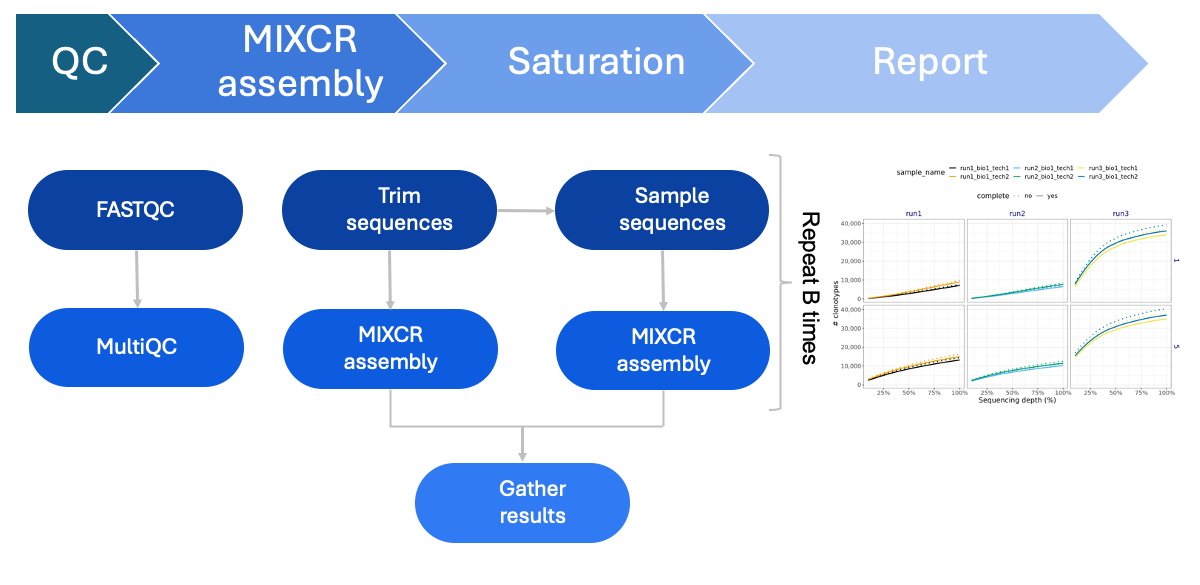 QC
MIXCR
assembly
Saturation
Report
FASTQC
MultiQC
Trim
sequences
MIXCR
assembly
Sample
sequences
MIXCR
assembly
Gather
results
Repeat B times
sample_name
run1_bio1_tech1
run2_bio1_tech1
run3_bio1_tech1
run1_bio1_tech2
run2_bio1_tech2
run3_bio1_tech2
complete
no
yes
run1
run2
run3
# clonotypes
40,000
30,000
20,000
10,000
0
1
40,000
30,000
20,000
10,000
0
5
25% 50% 75% 100%
25% 50% 75% 100%
25% 50% 75% 100%
Sequencing depth (%)